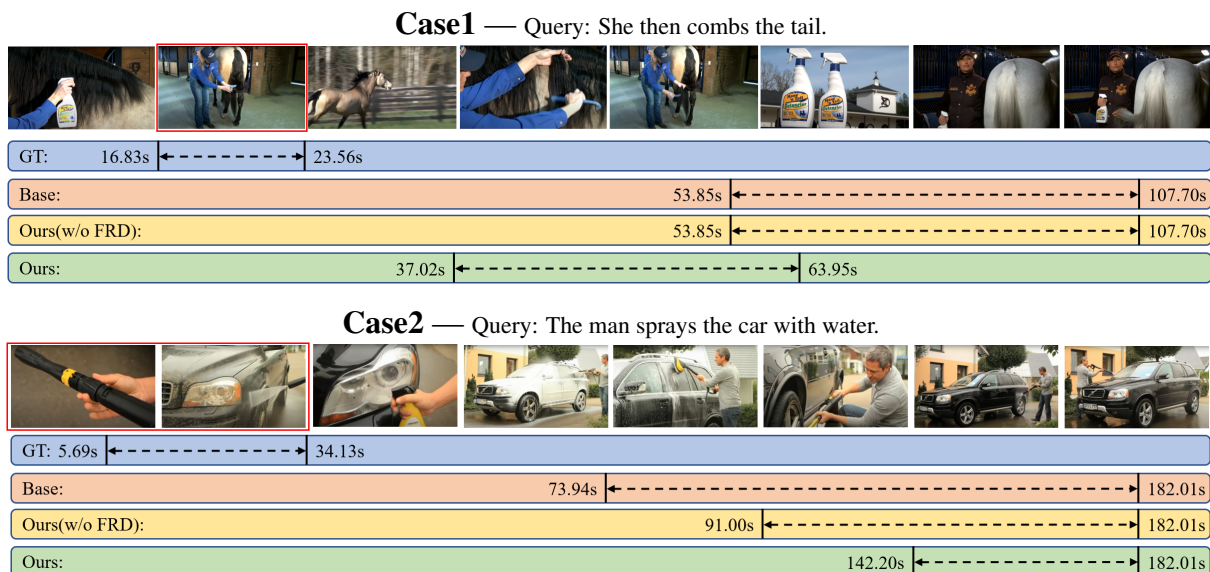 Case1 — Query: She then combs the tail.
GT: 16.83s 23.56s
Base: 53.85s 107.70s
Ours(w/o FRD): 53.85s 107.70s
Ours: 37.02s 63.95s
Case2 — Query: The man sprays the car with water.
GT: 5.69s 34.13s
Base: 73.94s 182.01s
Ours(w/o FRD): 91.00s 182.01s
Ours: 142.20s 182.01s